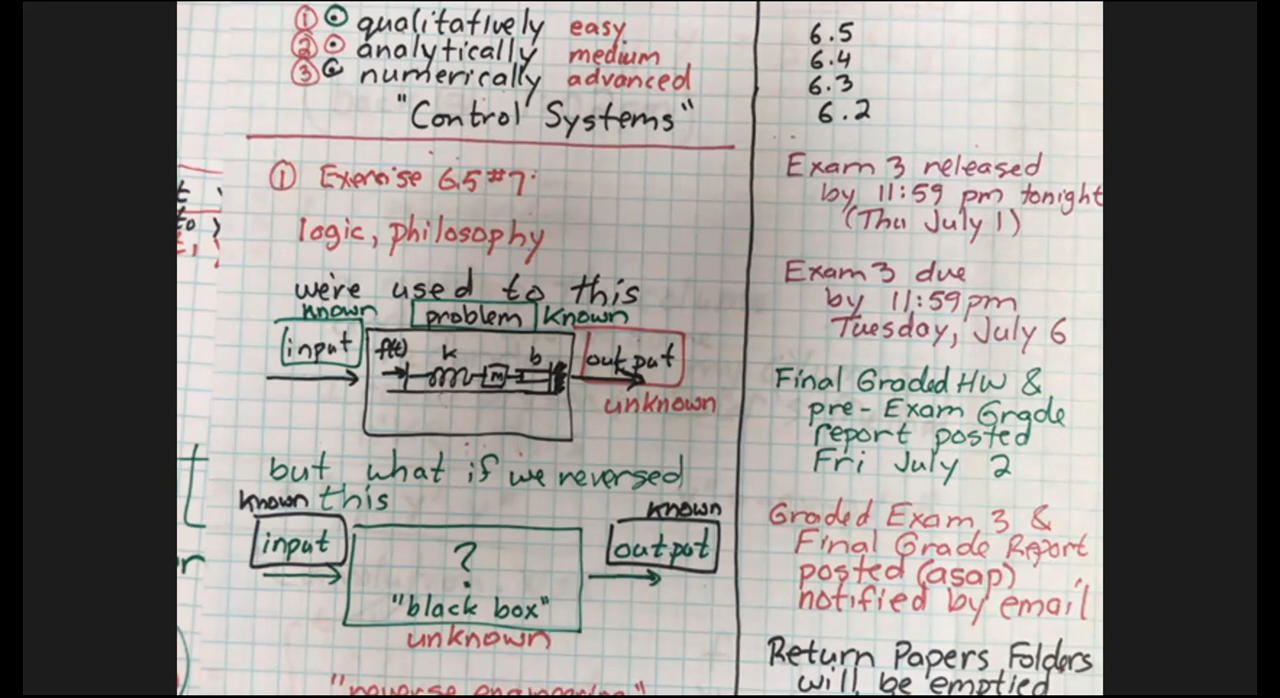 ① ⊙ qualitatively easy
② ⊙ analytically medium
③ numerically advanced
"Control Systems"
① Exercise 6.5 #7:
logic, philosophy
we're used to this
known problem known
input f(t) k m b output
unknown
but what if we reversed
known this known
input ? output
"black box"
unknown
"reverse engineering"
6.5
6.4
6.3
6.2
Exam 3 released
by 11:59 pm tonight
(Thu July 1)
Exam 3 due
by 11:59pm
Tuesday, July 6
Final Graded HW &
pre-Exam Grade
report posted
Fri July 2
Graded Exam 3 &
Final Grade Report
posted (asap)
notified by email
Return Papers Folders
will be emptied